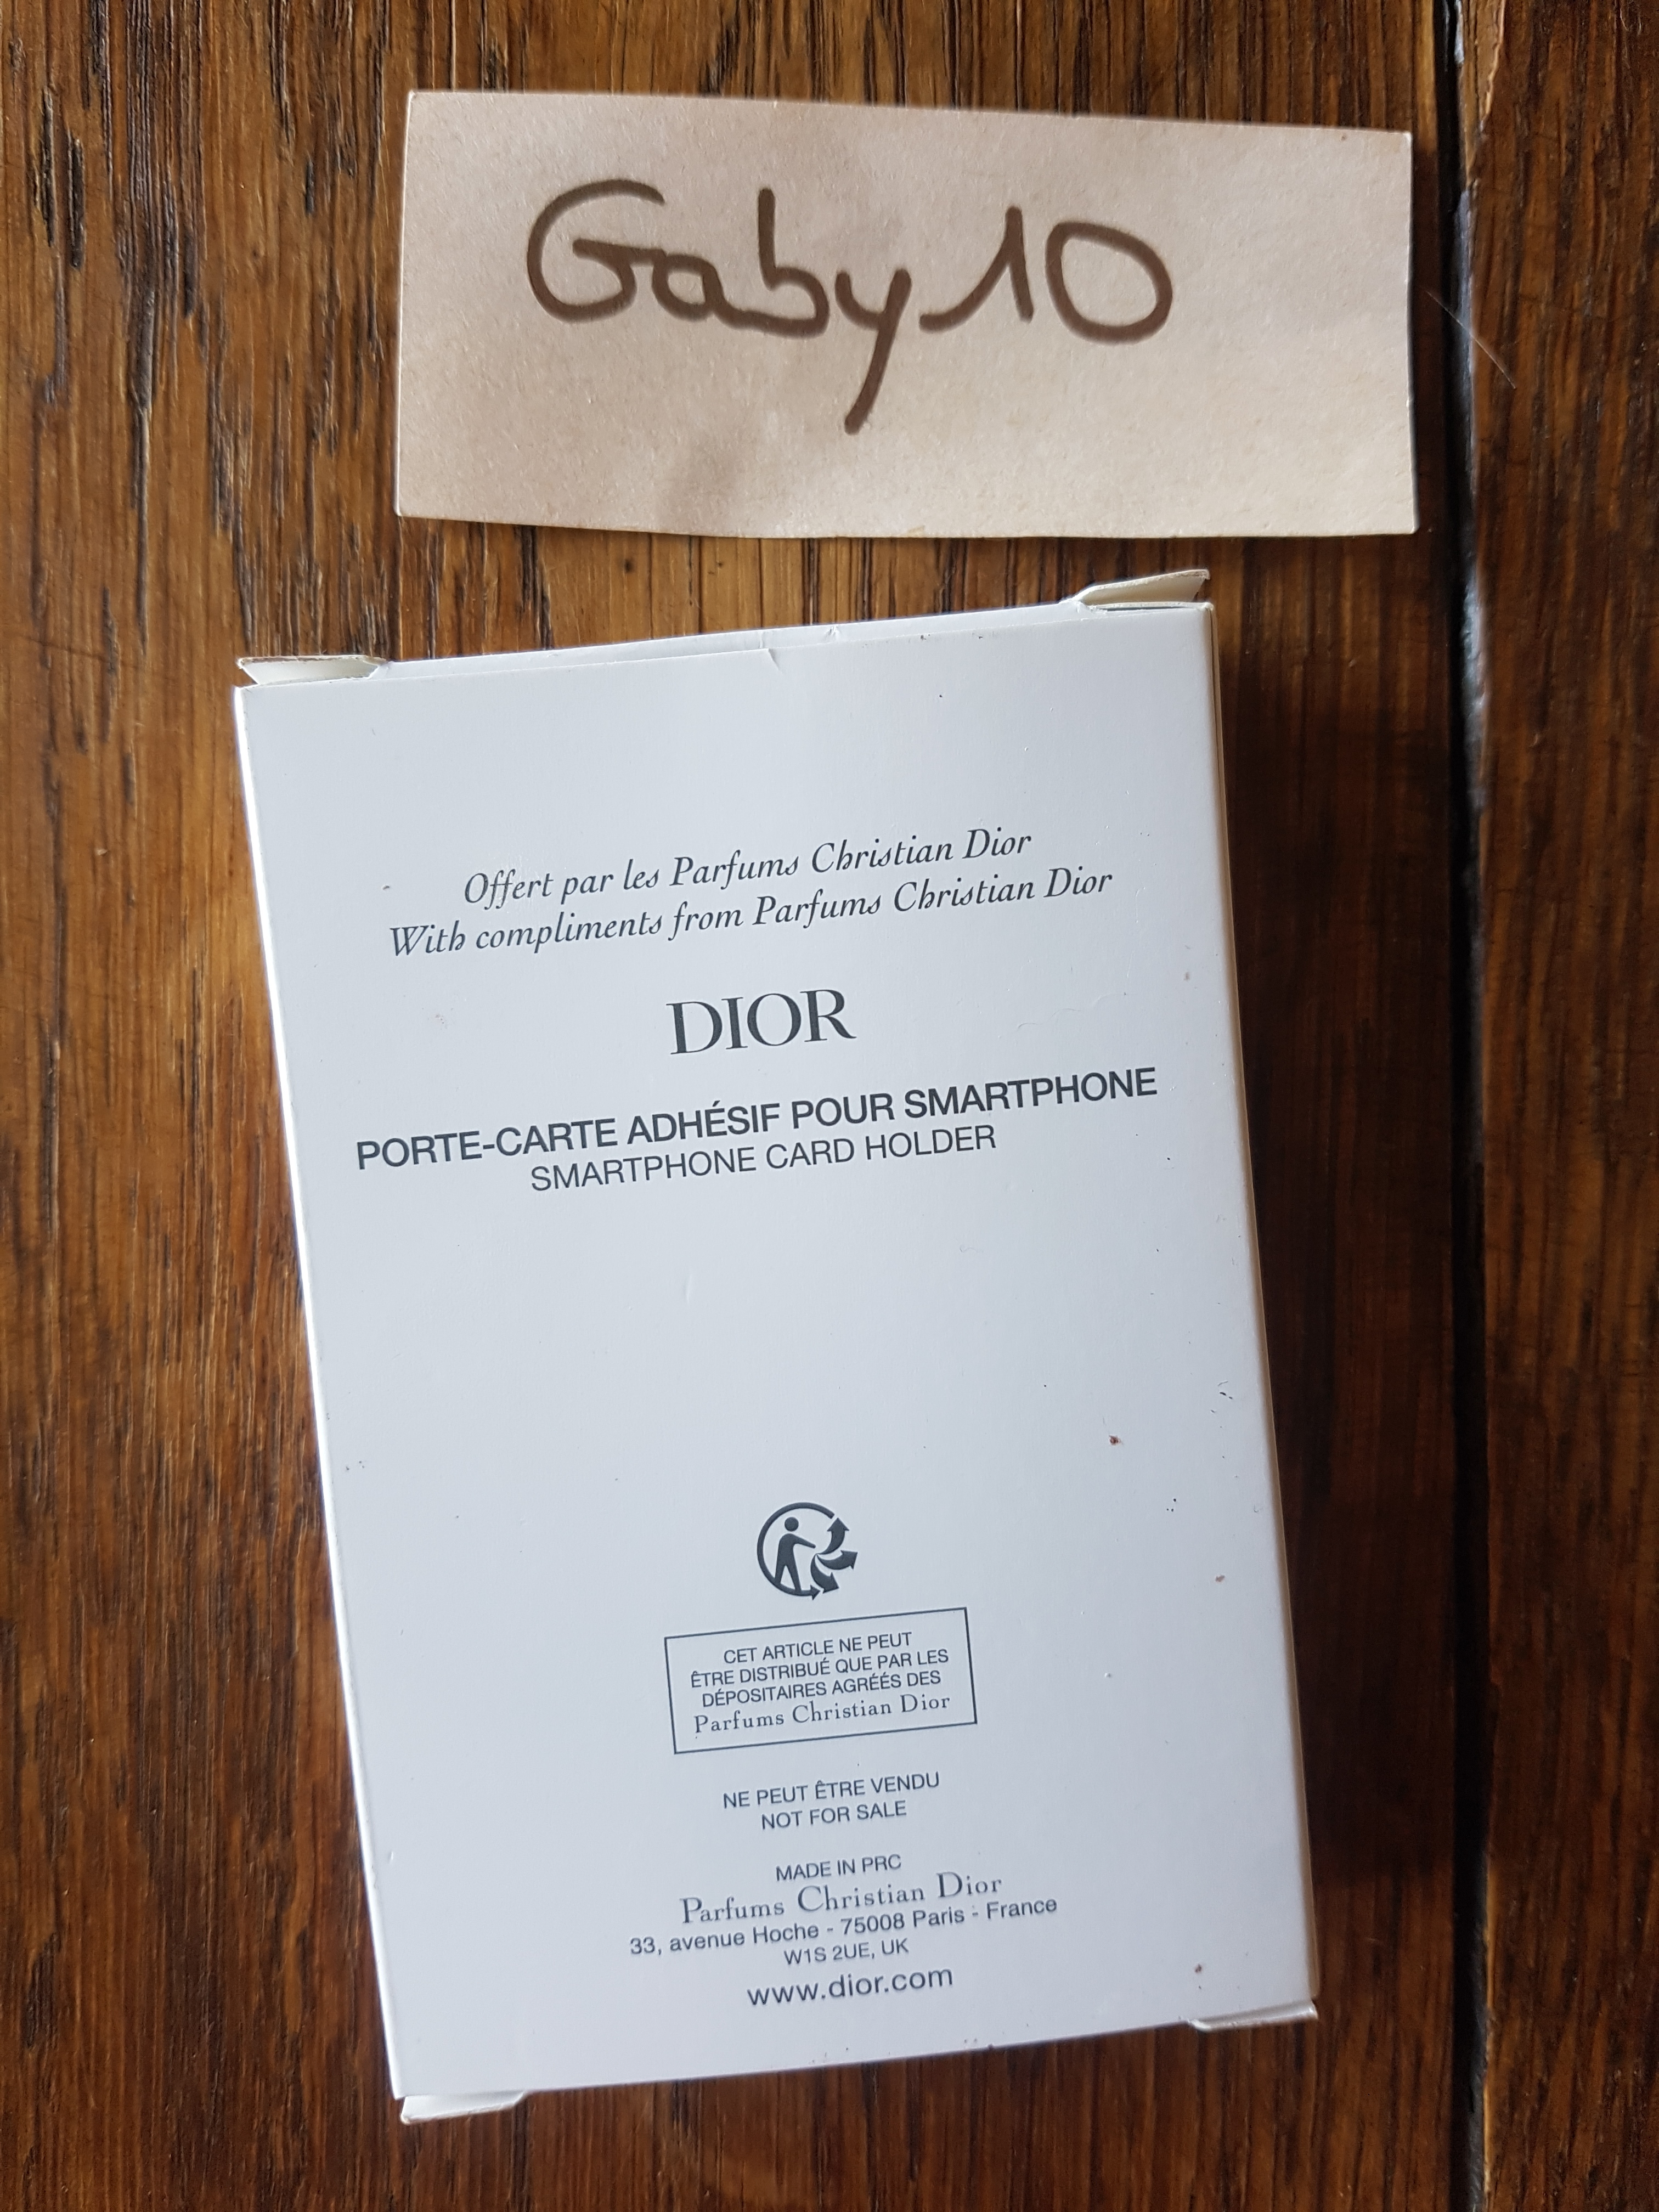 Gaby10
Offert par les Parfums Christian Dior
With compliments from Parfums Christian Dior
DIOR
PORTE-CARTE ADHÉSIF POUR SMARTPHONE
SMARTPHONE CARD HOLDER
CET ARTICLE NE PEUT
ÊTRE DISTRIBUÉ QUE PAR LES
DÉPOSITAIRES AGRÉÉS DES
Parfums Christian Dior
NE PEUT ÊTRE VENDU
NOT FOR SALE
MADE IN PRC
Parfums Christian Dior
33, avenue Hoche - 75008 Paris - France
W1S 2UE, UK
www.dior.com